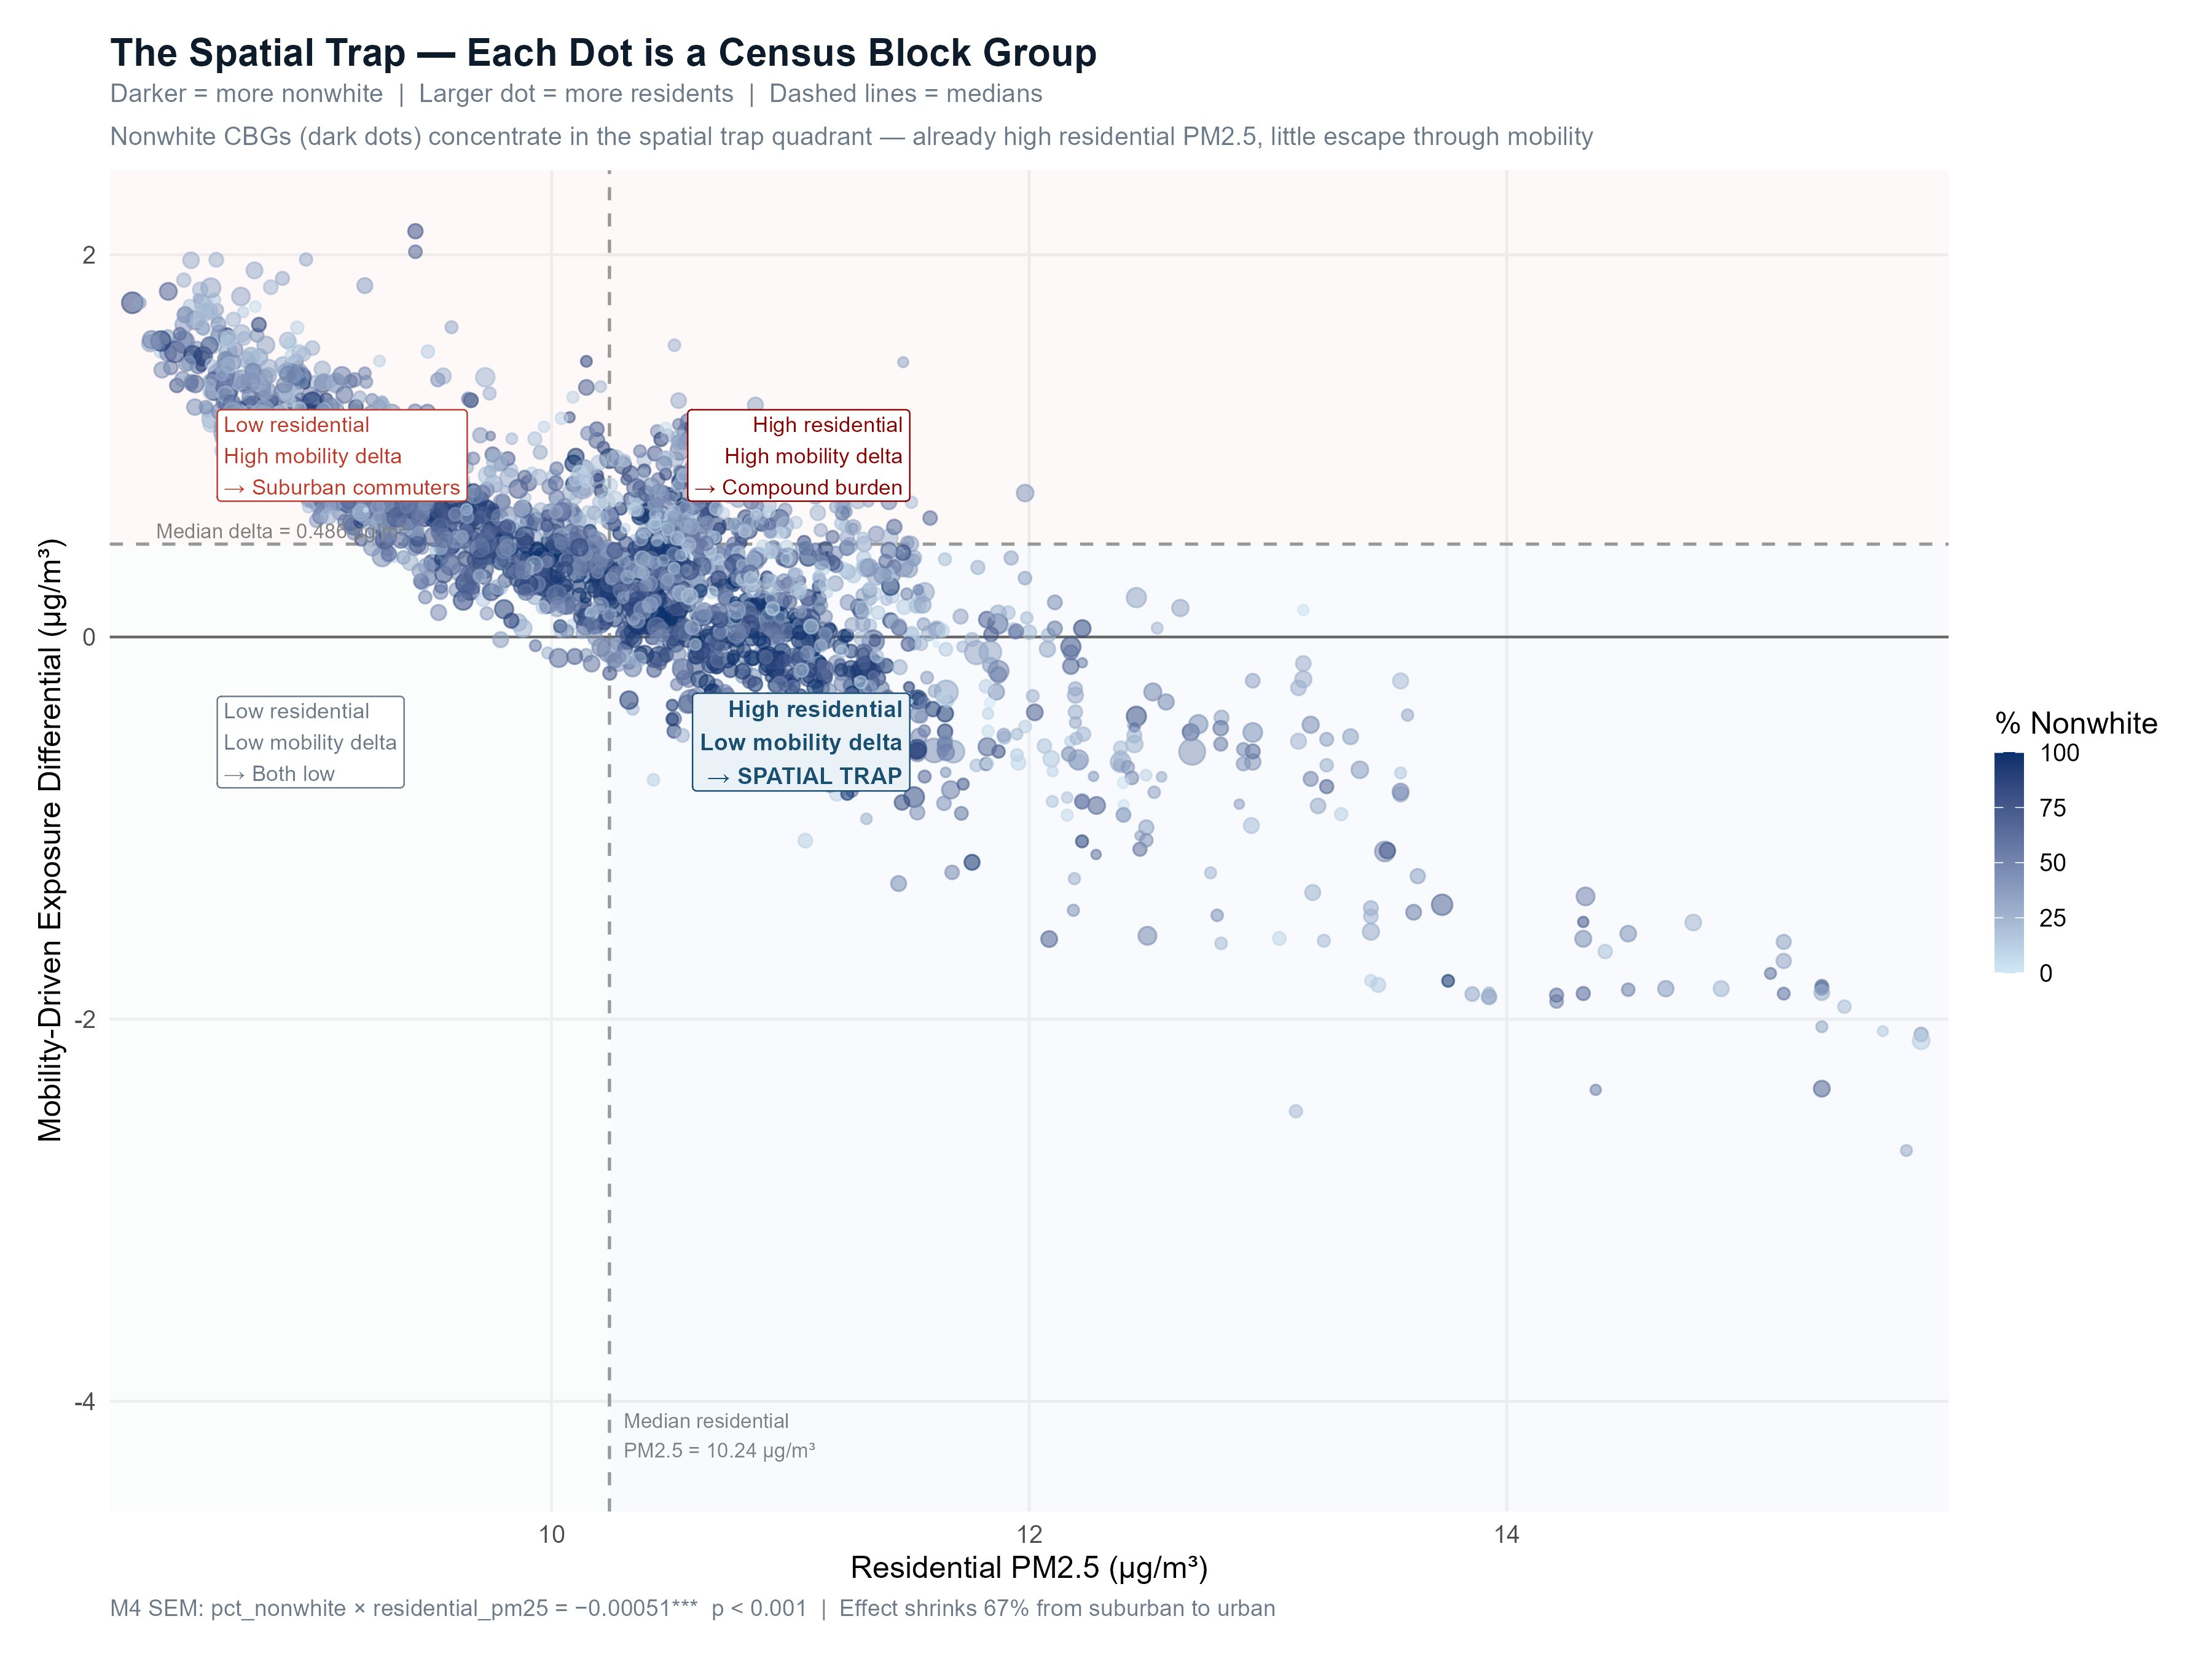 The Spatial Trap — Each Dot is a Census Block Group
Darker = more nonwhite | Larger dot = more residents | Dashed lines = medians
Nonwhite CBGs (dark dots) concentrate in the spatial trap quadrant — already high residential PM2.5, little escape through mobility
2
0
-2
-4
Mobility-Driven Exposure Differential (µg/m³)
Low residential
High mobility delta
→ Suburban commuters
High residential
High mobility delta
→ Compound burden
Median delta = 0.486
Low residential
Low mobility delta
→ Both low
High residential
Low mobility delta
→ SPATIAL TRAP
Median residential
PM2.5 = 10.24 µg/m³
% Nonwhite
100
75
50
25
0
10
12
14
Residential PM2.5 (µg/m³)
M4 SEM: pct_nonwhite × residential_pm25 = −0.00051*** p < 0.001 | Effect shrinks 67% from suburban to urban